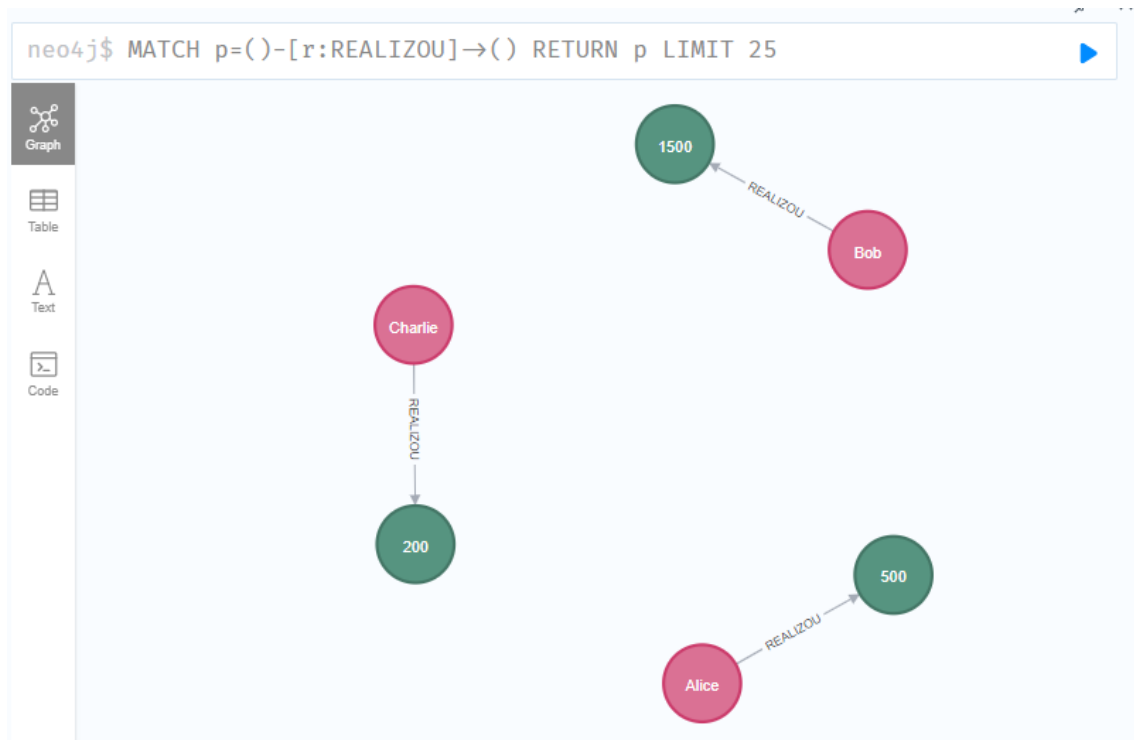 neo4j$ MATCH p=()-[r:REALIZOU]→() RETURN p LIMIT 25
Graph
Table
A
Text
>_
Code
1500
REALIZOU
Bob
Charlie
REALIZOU
200
500
REALIZOU
Alice